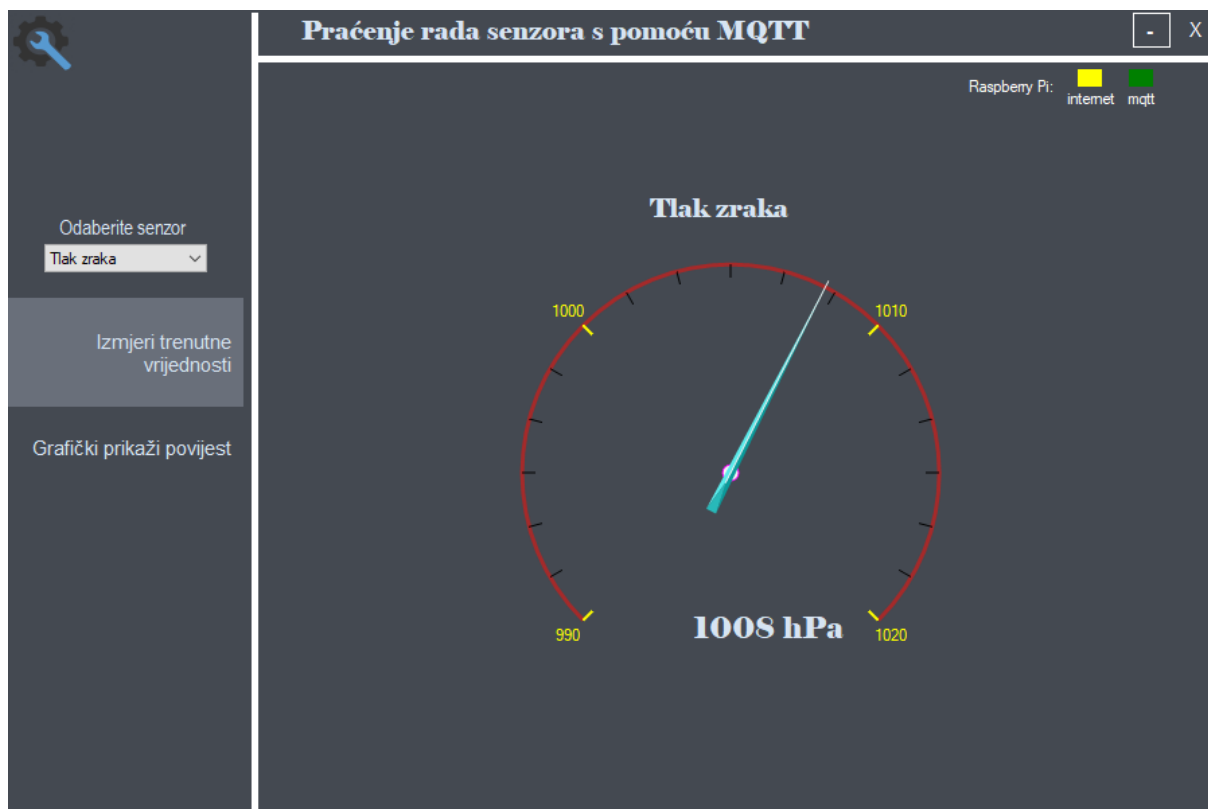 Praćenje rada senzora s pomoću MQTT
-
X
Raspberry Pi:
internet
mqtt
Odaberite senzor
Tlak zraka
Izmjeri trenutne
vrijednosti
Grafički prikaži povijest
Tlak zraka
1000
1010
990
1008 hPa
1020